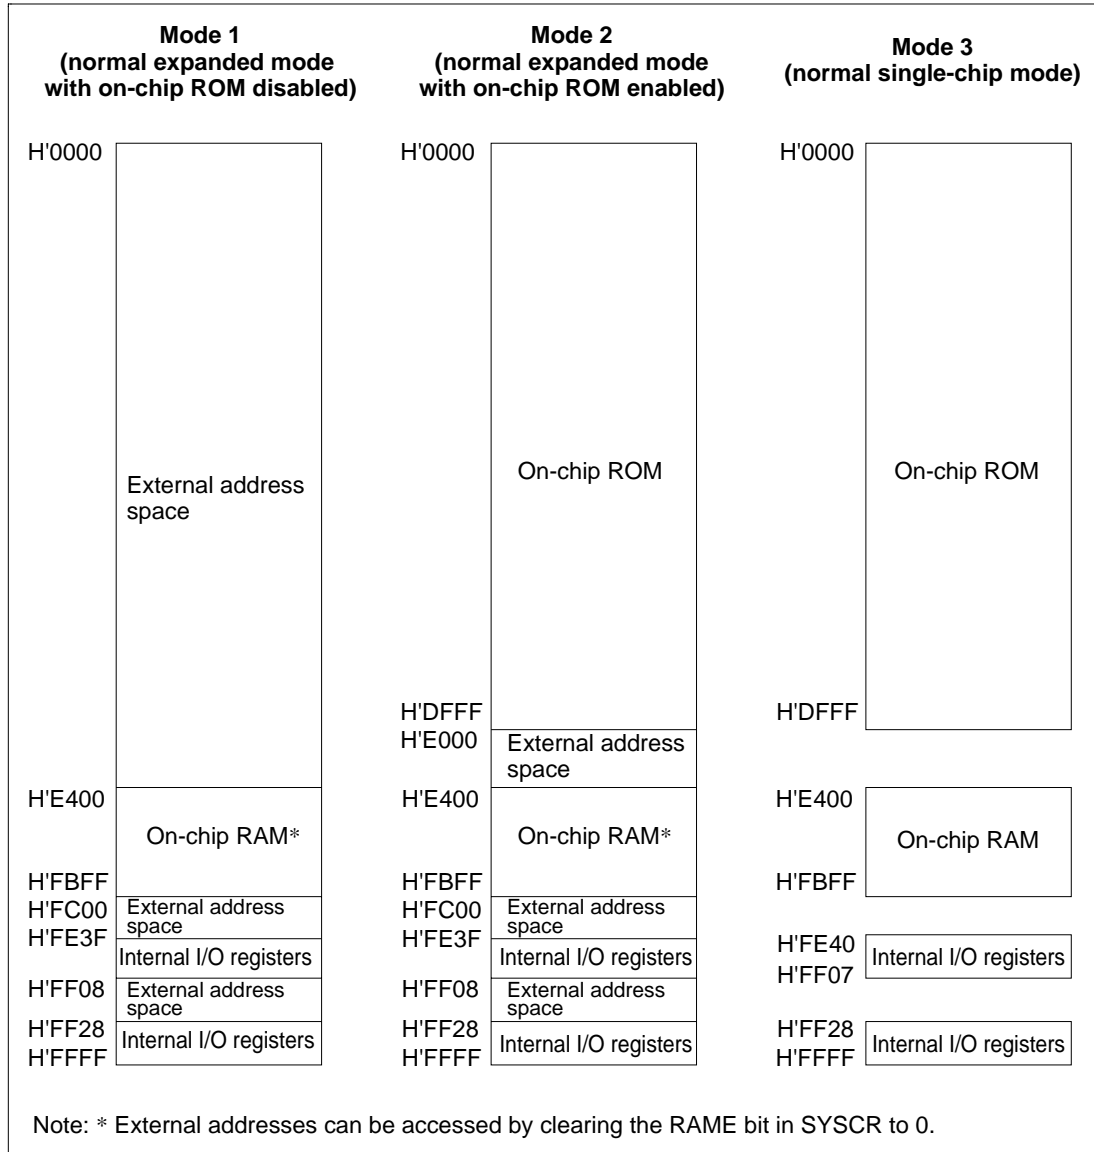 Mode 1
(normal expanded mode
with on-chip ROM disabled)
Mode 2
(normal expanded mode
with on-chip ROM enabled)
Mode 3
(normal single-chip mode)
H'0000
External address
space
H'E400
On-chip RAM*
H'FBFF
H'FC00
External address
space
H'FE3F
Internal I/O registers
H'FF08
External address
space
H'FF28
Internal I/O registers
H'FFFF
H'0000
On-chip ROM
H'DFFF
H'E000
External address
space
H'E400
On-chip RAM*
H'FBFF
H'FC00
External address
space
H'FE3F
Internal I/O registers
H'FF08
External address
space
H'FF28
Internal I/O registers
H'FFFF
H'0000
On-chip ROM
H'DFFF
H'E400
On-chip RAM
H'FBFF
H'FE40
Internal I/O registers
H'FF07
H'FF28
Internal I/O registers
H'FFFF
Note: * External addresses can be accessed by clearing the RAME bit in SYSCR to 0.